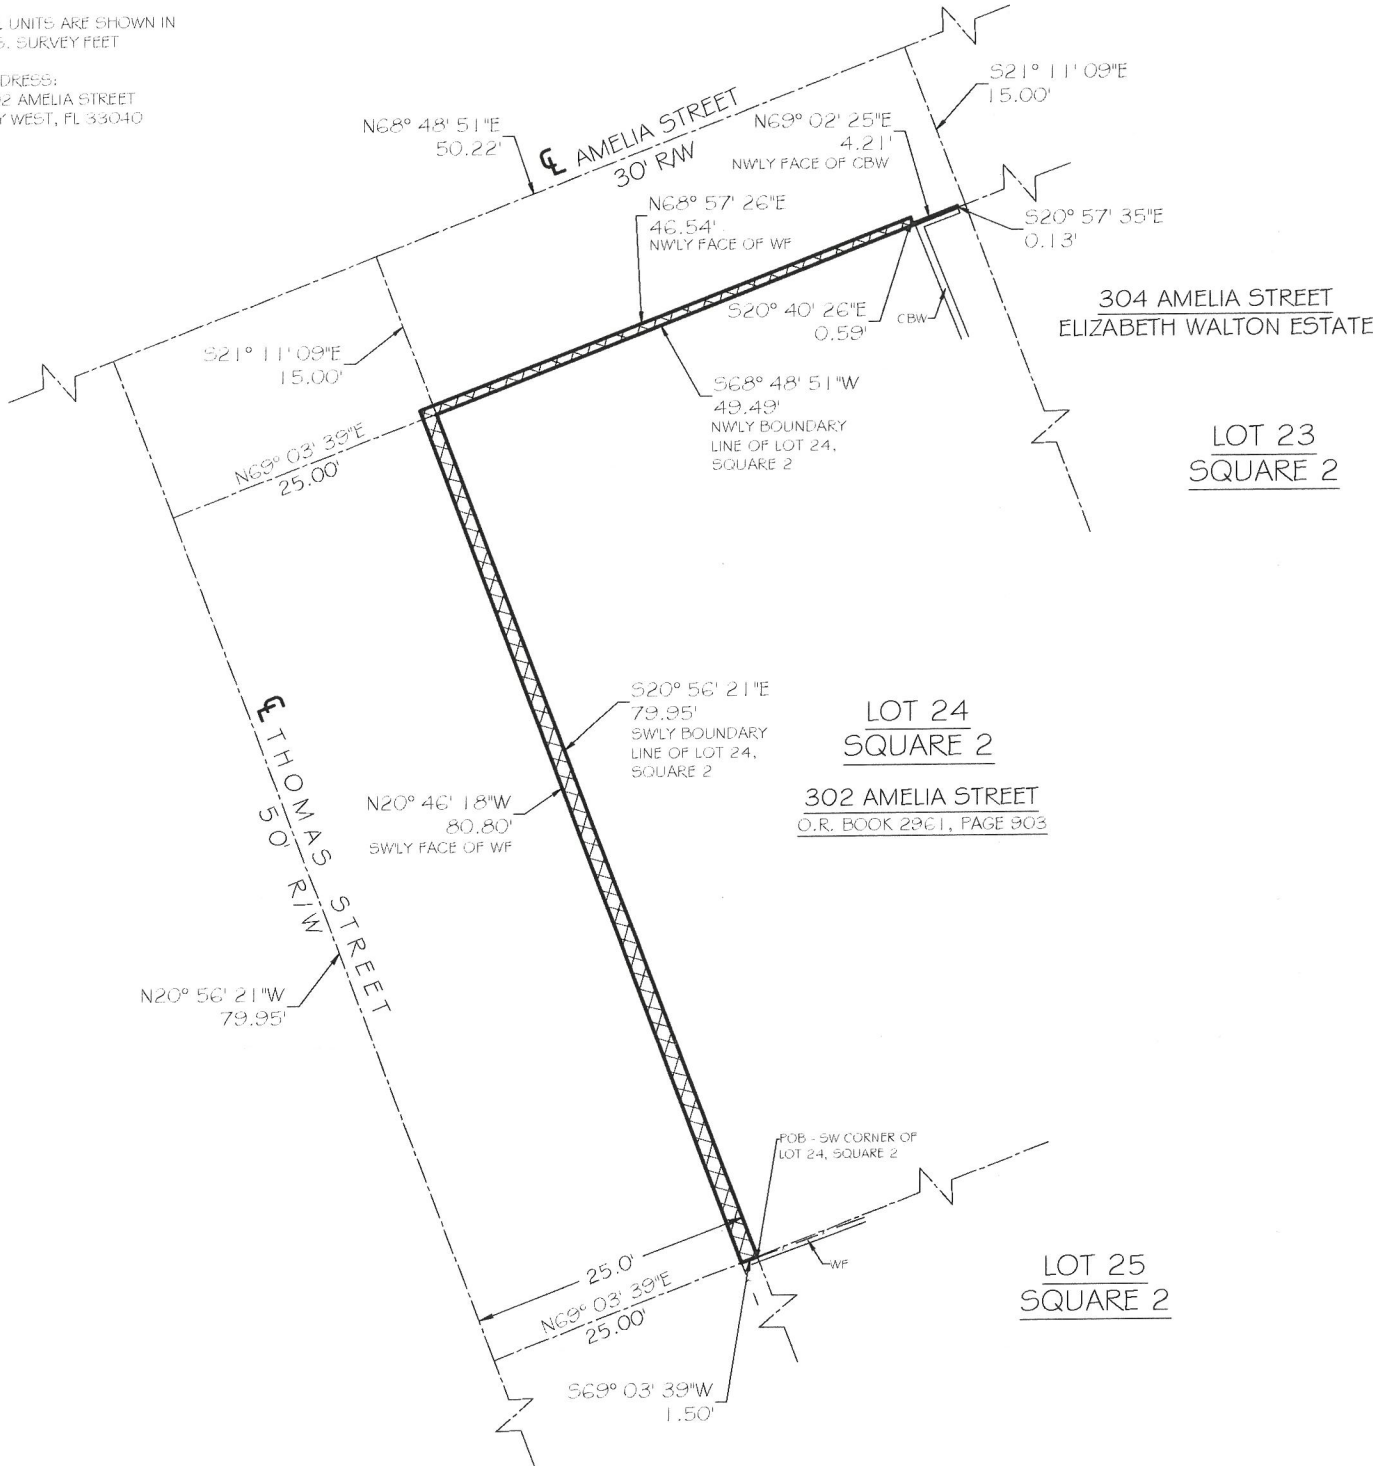 UNITS ARE SHOWN IN
S. SURVEY FEET
DRESS:
2 AMELIA STREET
Y WEST, FL 33040
N68° 48' 51"E
50.22'
℄ AMELIA STREET
30' R/W
N69° 02' 25"E
4.21'
NW'LY FACE OF CBW
S21° 11' 09"E
15.00'
N68° 57' 26"E
46.54'
NW'LY FACE OF WF
S20° 57' 35"E
0.13'
S20° 40' 26"E
0.59'
CBW
304 AMELIA STREET
ELIZABETH WALTON ESTATE
S21° 11' 09"E
15.00'
S68° 48' 51"W
49.49'
NW'LY BOUNDARY
LINE OF LOT 24,
SQUARE 2
N69° 03' 39"E
25.00'
LOT 23
SQUARE 2
S20° 56' 21"E
79.95'
SW'LY BOUNDARY
LINE OF LOT 24,
SQUARE 2
LOT 24
SQUARE 2
302 AMELIA STREET
O.R. BOOK 2961, PAGE 903
℄ THOMAS STREET
50' R/W
N20° 46' 18"W
80.80'
SW'LY FACE OF WF
N20° 56' 21"W
79.95'
POB - SW CORNER OF
LOT 24, SQUARE 2
WF
25.0'
N69° 03' 39"E
25.00'
LOT 25
SQUARE 2
S69° 03' 39"W
1.50'